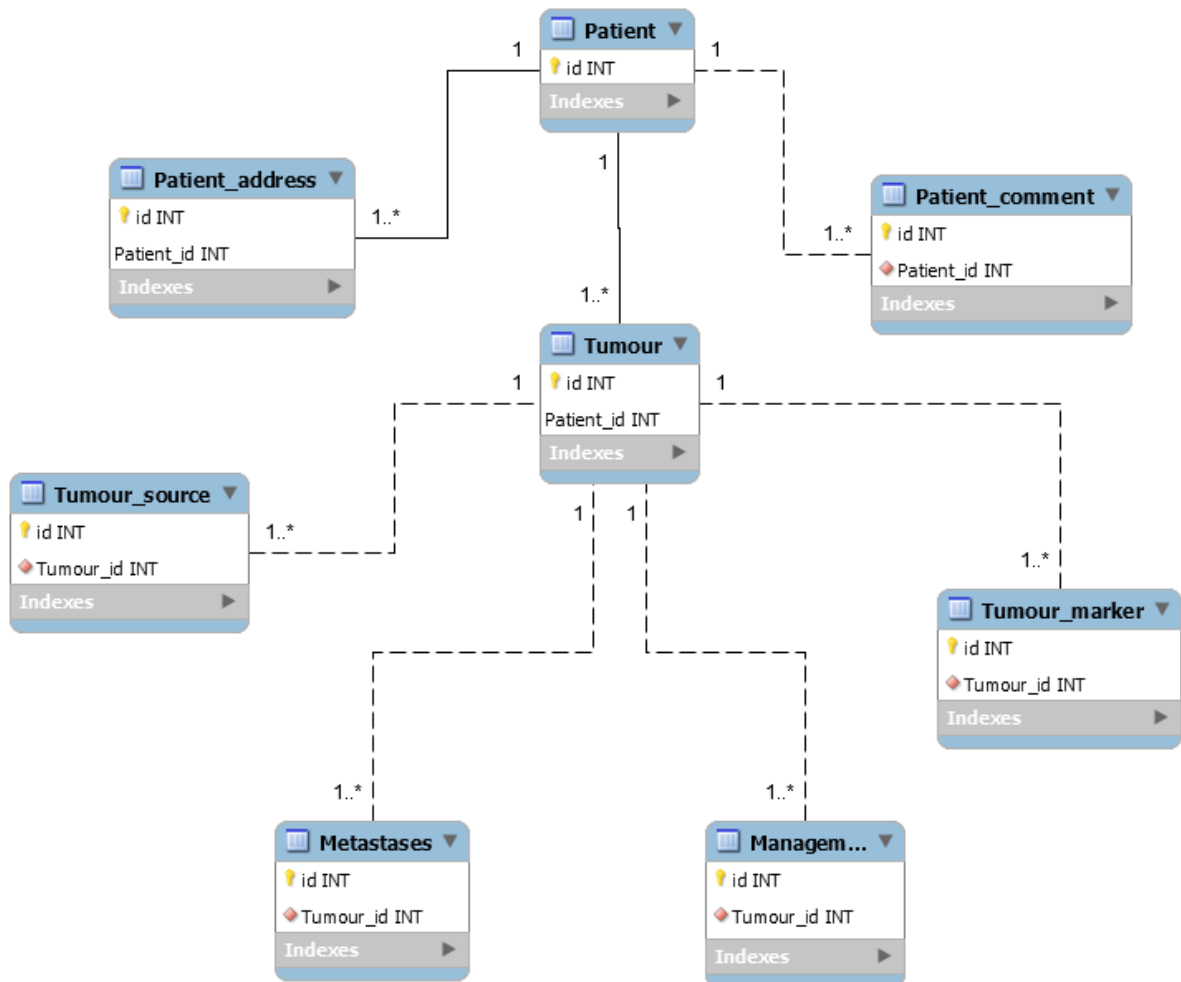 Patient
1
1
id INT
Indexes
1
Patient_address
id INT
Patient_id INT
Indexes
1..*
Patient_comment
id INT
Patient_id INT
Indexes
1..*
1..*
Tumour
id INT
Patient_id INT
Indexes
1
1
1
1
Tumour_source
id INT
Tumour_id INT
Indexes
1..*
Tumour_marker
id INT
Tumour_id INT
Indexes
1..*
1..*
Metastases
id INT
Tumour_id INT
Indexes
1..*
Managem...
id INT
Tumour_id INT
Indexes